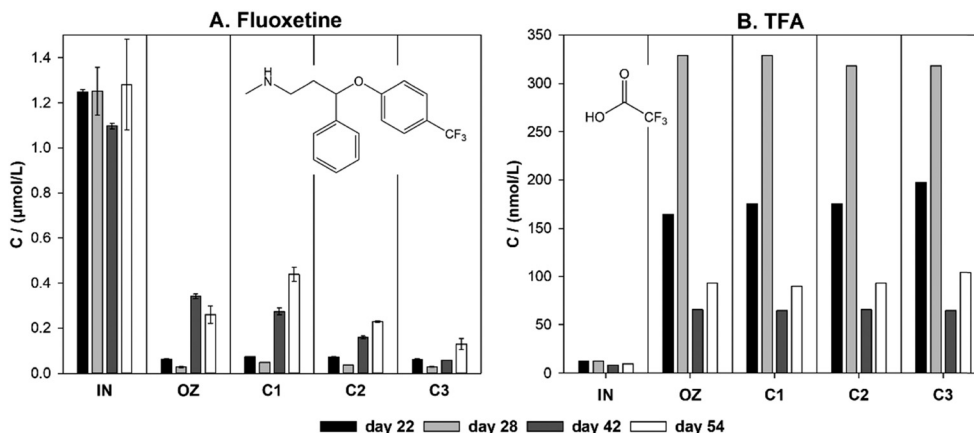 A. Fluoxetine
C / (µmol/L)
1.4
1.2
1.0
0.8
0.6
0.4
0.2
0.0
H
N
O
CF3
IN OZ C1 C2 C3
B. TFA
C / (nmol/L)
350
300
250
200
150
100
50
0
O
HO
CF3
IN OZ C1 C2 C3
day 22 day 28 day 42 day 54